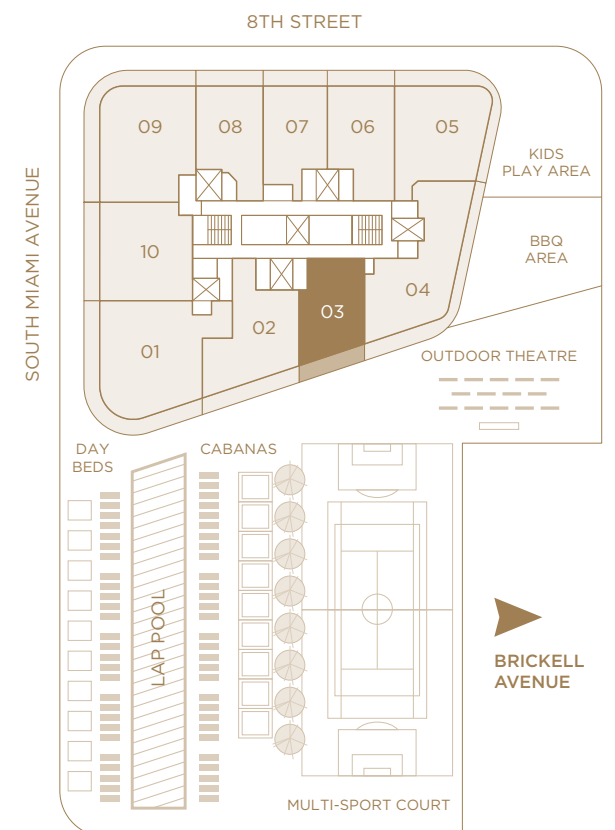 8TH STREET
SOUTH MIAMI AVENUE
09
08
07
06
05
KIDS
PLAY AREA
10
BBQ
AREA
04
03
02
01
OUTDOOR THEATRE
DAY
BEDS
CABANAS
LAP POOL
BRICKELL
AVENUE
MULTI-SPORT COURT